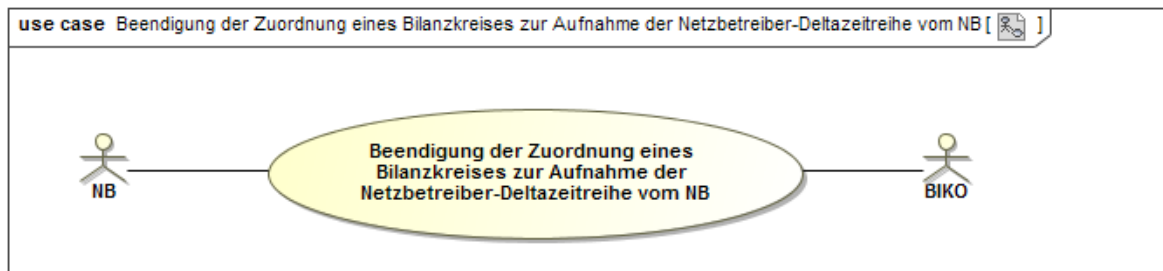 use case Beendigung der Zuordnung eines Bilanzkreises zur Aufnahme der Netzbetreiber-Deltazeitreihe vom NB [ ]
Beendigung der Zuordnung eines
Bilanzkreises zur Aufnahme der
Netzbetreiber-Deltazeitreihe vom NB
NB
BIKO